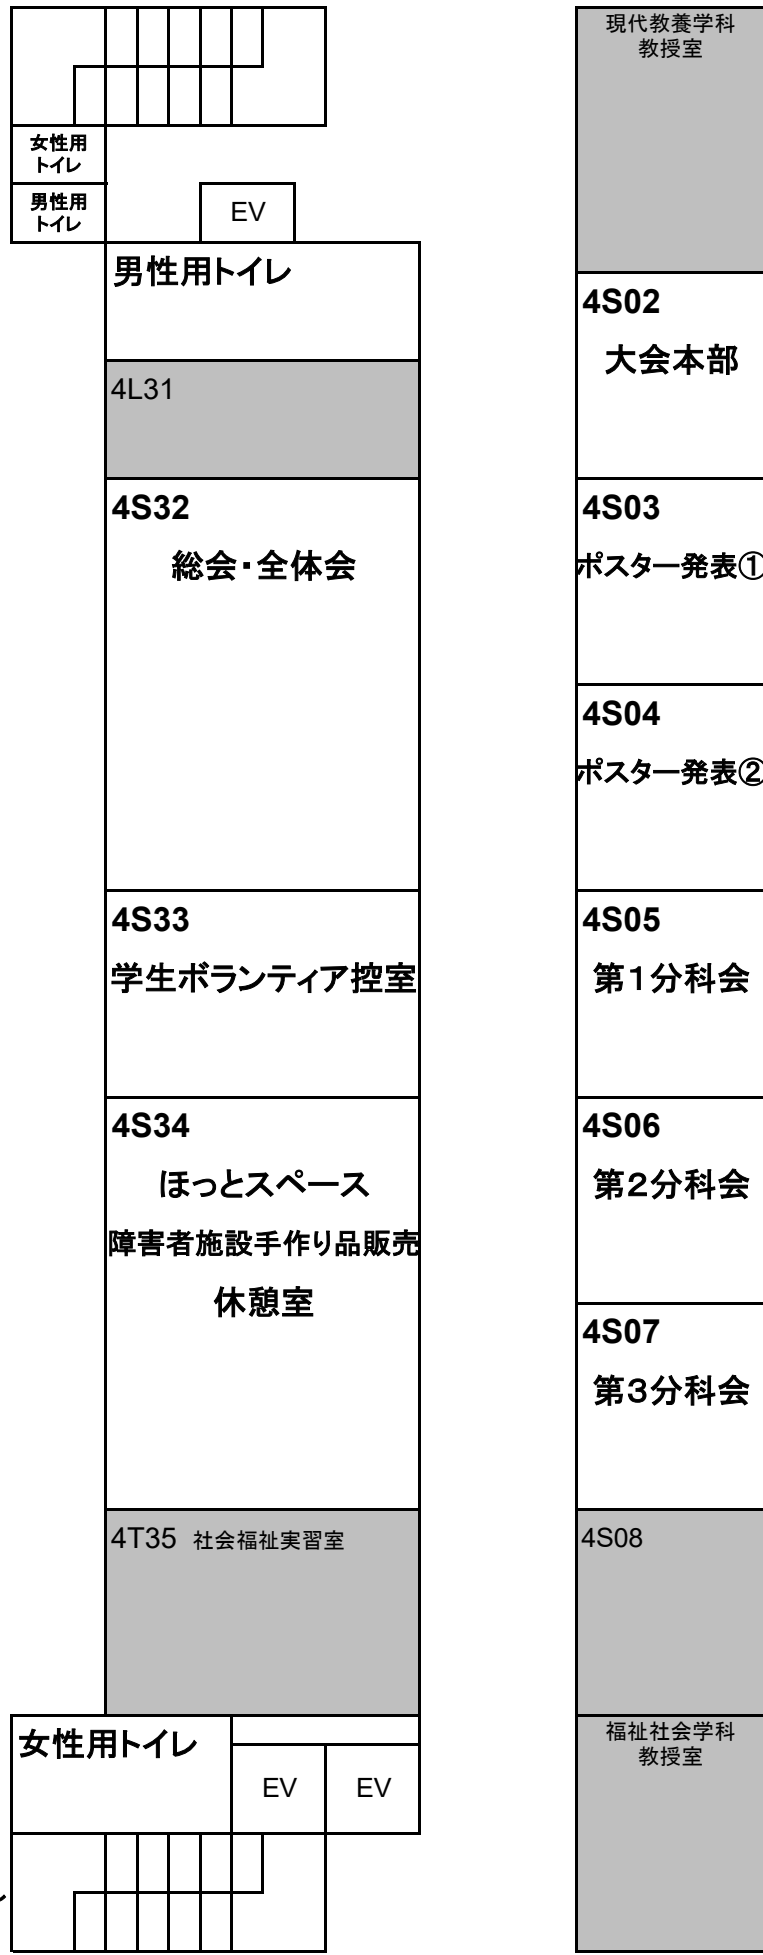 女性用
トイレ
男性用
トイレ
EV
男性用トイレ
4L31
4S32
総会・全体会
4S33
学生ボランティア控室
4S34
ほっとスペース
障害者施設手作り品販売
休憩室
4T35 社会福祉実習室
女性用トイレ
EV
EV
現代教養学科
教授室
4S02
大会本部
4S03
ポスター発表①
4S04
ポスター発表②
4S05
第1分科会
4S06
第2分科会
4S07
第3分科会
4S08
福祉社会学科
教授室